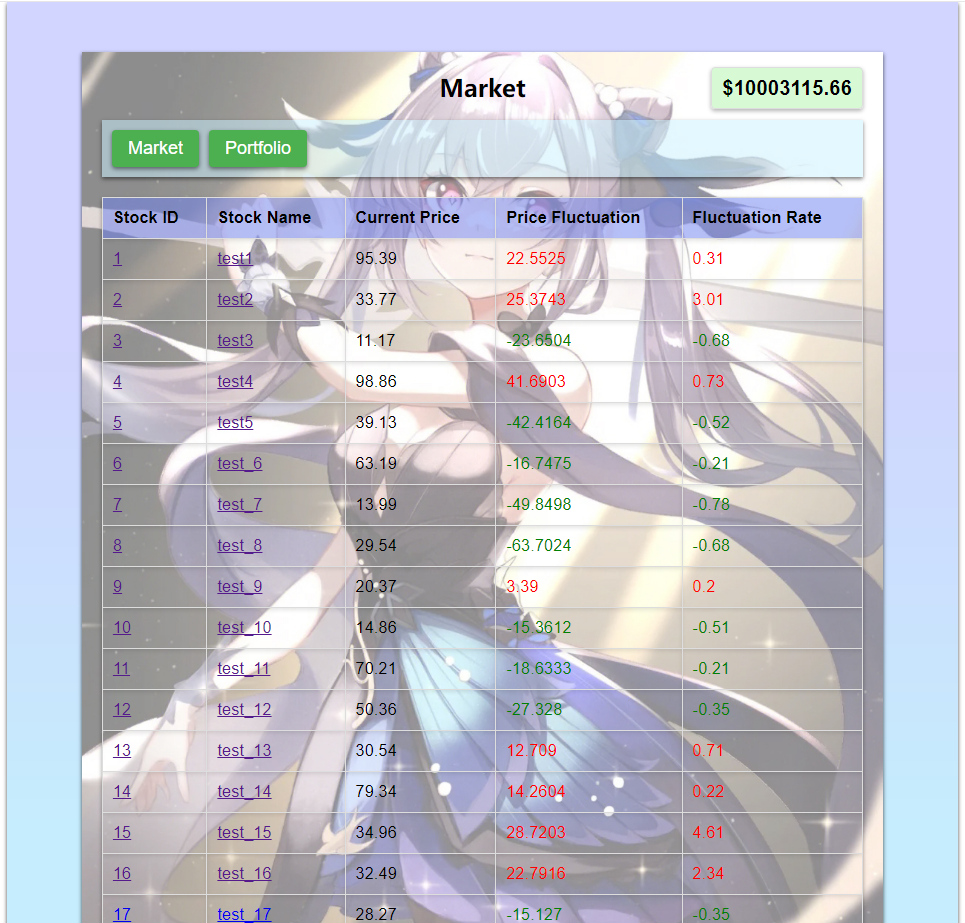 Market
$10003115.66
Market Portfolio
Stock ID Stock Name Current Price Price Fluctuation Fluctuation Rate
1 test1 95.39 22.5525 0.31
2 test2 33.77 25.3743 3.01
3 test3 11.17 -23.6504 -0.68
4 test4 98.86 41.6903 0.73
5 test5 39.13 -42.4164 -0.52
6 test_6 63.19 -16.7475 -0.21
7 test_7 13.99 -49.8498 -0.78
8 test_8 29.54 -63.7024 -0.68
9 test_9 20.37 3.39 0.2
10 test_10 14.86 -15.3612 -0.51
11 test_11 70.21 -18.6333 -0.21
12 test_12 50.36 -27.328 -0.35
13 test_13 30.54 12.709 0.71
14 test_14 79.34 14.2604 0.22
15 test_15 34.96 28.7203 4.61
16 test_16 32.49 22.7916 2.34
17 test_17 28.27 -15.127 -0.35